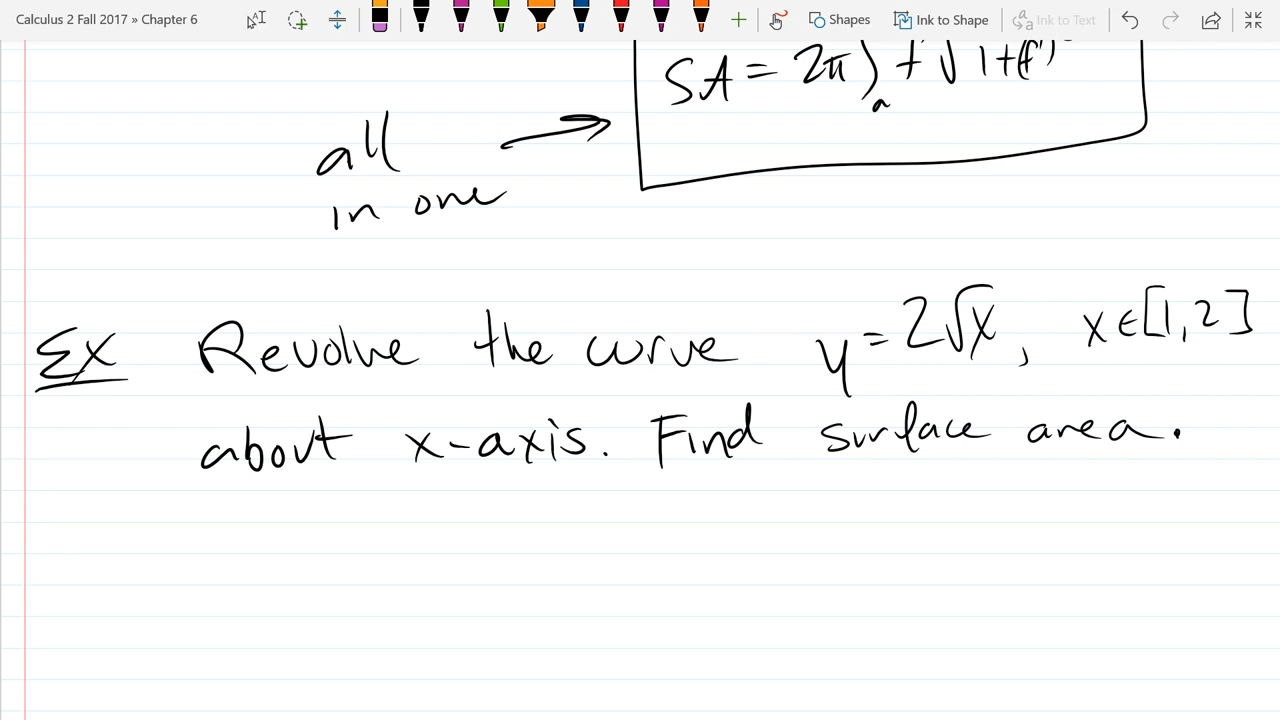 Calculus 2 Fall 2017 » Chapter 6
Shapes
Ink to Shape
Ink to Text
SA = 2π ∫ₐ f √1+(f')
all
in one
Ex Revolve the curve y = 2√x, x ∈ [1, 2]
about x-axis. Find surface area.